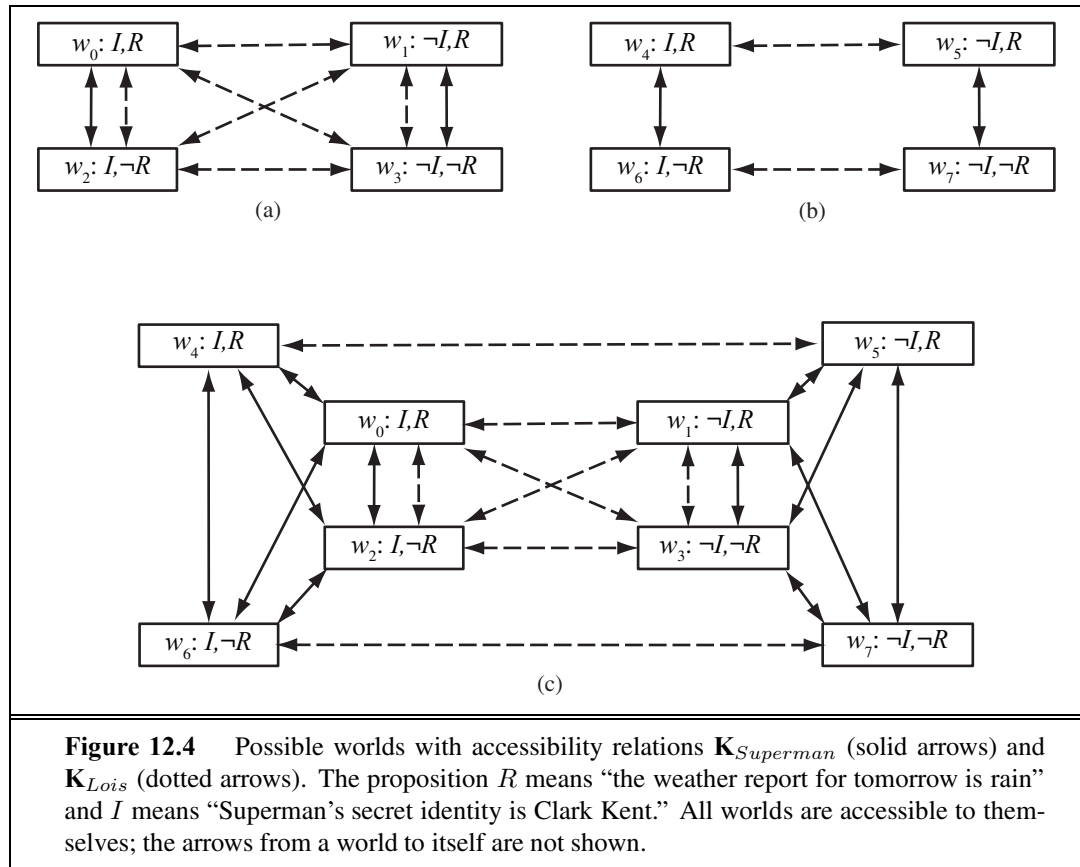 w₀: I,R
w₁: ¬I,R
w₂: I,¬R
w₃: ¬I,¬R
(a)
w₄: I,R
w₅: ¬I,R
w₆: I,¬R
w₇: ¬I,¬R
(b)
w₄: I,R
w₅: ¬I,R
w₀: I,R
w₁: ¬I,R
w₂: I,¬R
w₃: ¬I,¬R
w₆: I,¬R
w₇: ¬I,¬R
(c)
Figure 12.4 Possible worlds with accessibility relations K_Superman (solid arrows) and
K_Lois (dotted arrows). The proposition R means “the weather report for tomorrow is rain”
and I means “Superman’s secret identity is Clark Kent.” All worlds are accessible to them-
selves; the arrows from a world to itself are not shown.